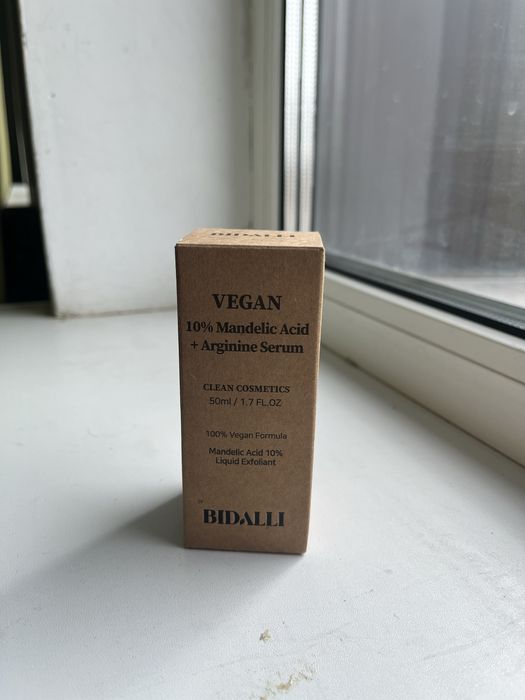 BIDALLI
VEGAN
10% Mandelic Acid
+ Arginine Serum
CLEAN COSMETICS
50ml / 1.7 FL.OZ
100% Vegan Formula
Mandelic Acid 10%
Liquid Exfoliant
BIDALLI